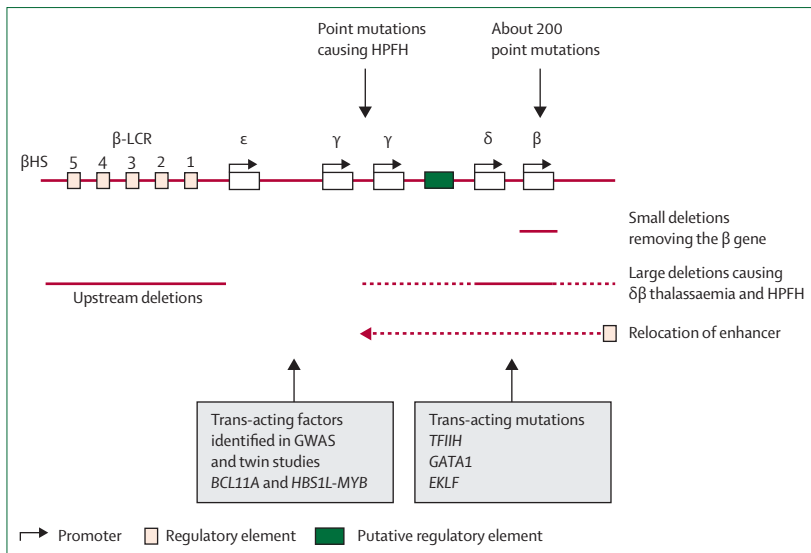 Point mutations
causing HPFH
About 200
point mutations
β-LCR
ε
γ
γ
δ
β
βHS
5
4
3
2
1
Small deletions
removing the β gene
Upstream deletions
Large deletions causing
δβ thalassaemia and HPFH
Relocation of enhancer
Trans-acting factors
identified in GWAS
and twin studies
BCL11A and HBS1L-MYB
Trans-acting mutations
TFIIH
GATA1
EKLF
Promoter
Regulatory element
Putative regulatory element